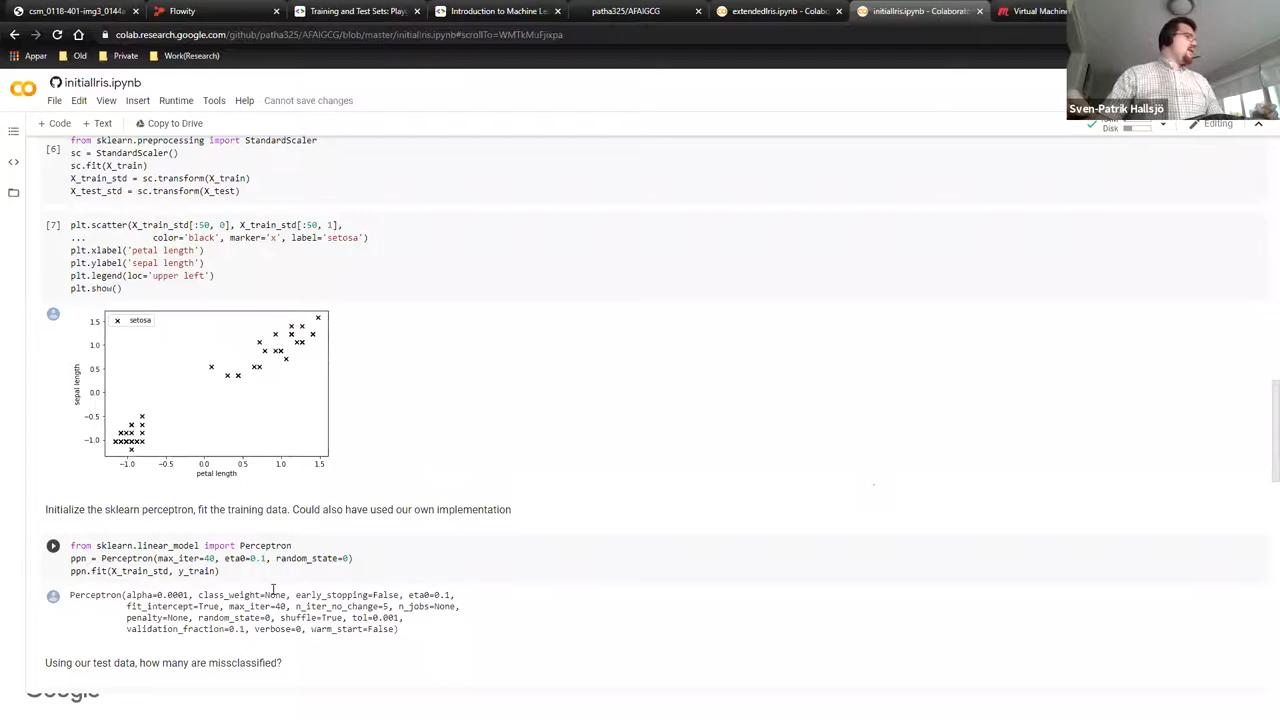 csm_0118-401-img3_0144a
Flowity
Training and Test Sets: Play
Introduction to Machine Le
patha325/AFAIGCG
extendedIris.ipynb - Colabo
initialIris.ipynb - Colaborato
Virtual Machin
colab.research.google.com/github/patha325/AFAIGCG/blob/master/initialIris.ipynb#scrollTo=WMTkMuFjixpa
Appar
Old
Private
Work(Research)
Sven-Patrik Hallsjö
initialIris.ipynb
File Edit View Insert Runtime Tools Help Cannot save changes
+ Code + Text Copy to Drive
Disk
Editing
[6]
from sklearn.preprocessing import StandardScaler
sc = StandardScaler()
sc.fit(X_train)
X_train_std = sc.transform(X_train)
X_test_std = sc.transform(X_test)
[7] plt.scatter(X_train_std[:50, 0], X_train_std[:50, 1],
... color='black', marker='x', label='setosa')
plt.xlabel('petal length')
plt.ylabel('sepal length')
plt.legend(loc='upper left')
plt.show()
setosa
1.5
1.0
0.5
0.0
−0.5
−1.0
sepal length
−1.0 −0.5 0.0 0.5 1.0 1.5
petal length
Initialize the sklearn perceptron, fit the training data. Could also have used our own implementation
from sklearn.linear_model import Perceptron
ppn = Perceptron(max_iter=40, eta0=0.1, random_state=0)
ppn.fit(X_train_std, y_train)
Perceptron(alpha=0.0001, class_weight=None, early_stopping=False, eta0=0.1,
fit_intercept=True, max_iter=40, n_iter_no_change=5, n_jobs=None,
penalty=None, random_state=0, shuffle=True, tol=0.001,
validation_fraction=0.1, verbose=0, warm_start=False)
Using our test data, how many are missclassified?
Google